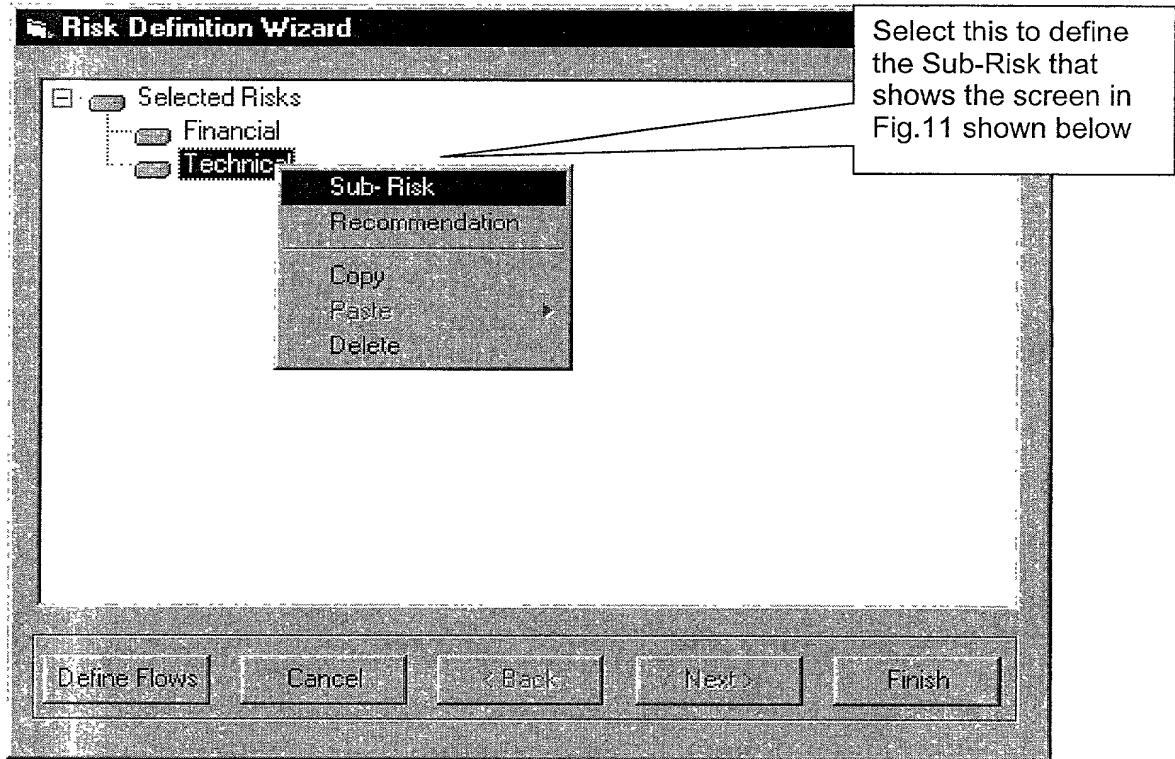 Risk Definition Wizard
Select this to define
the Sub-Risk that
shows the screen in
Fig.11 shown below
Selected Risks
Financial
Technical
Sub- Risk
Recommendation
Copy
Paste
Delete
Define Flows
Cancel
< Back
Next >
Finish